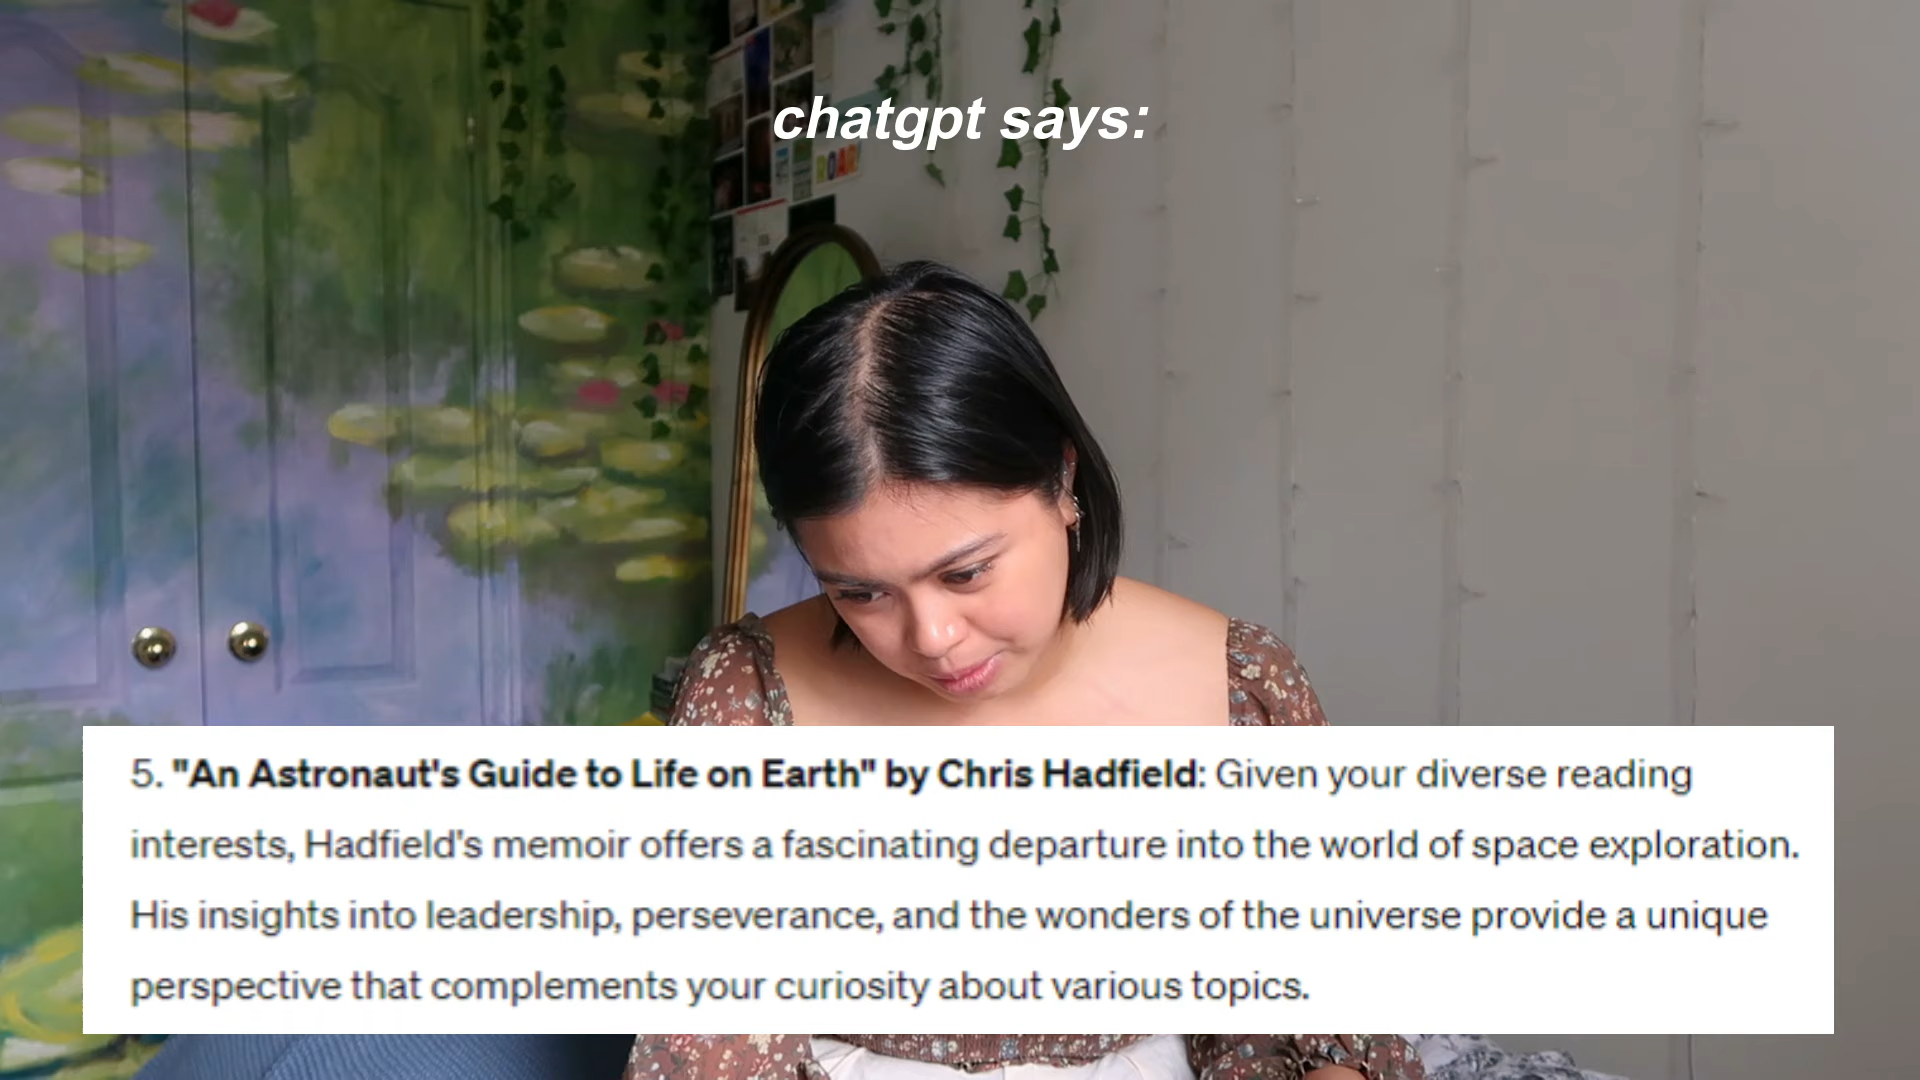 chatgpt says:
ROAR
5. "An Astronaut's Guide to Life on Earth" by Chris Hadfield: Given your diverse reading
interests, Hadfield's memoir offers a fascinating departure into the world of space exploration.
His insights into leadership, perseverance, and the wonders of the universe provide a unique
perspective that complements your curiosity about various topics.